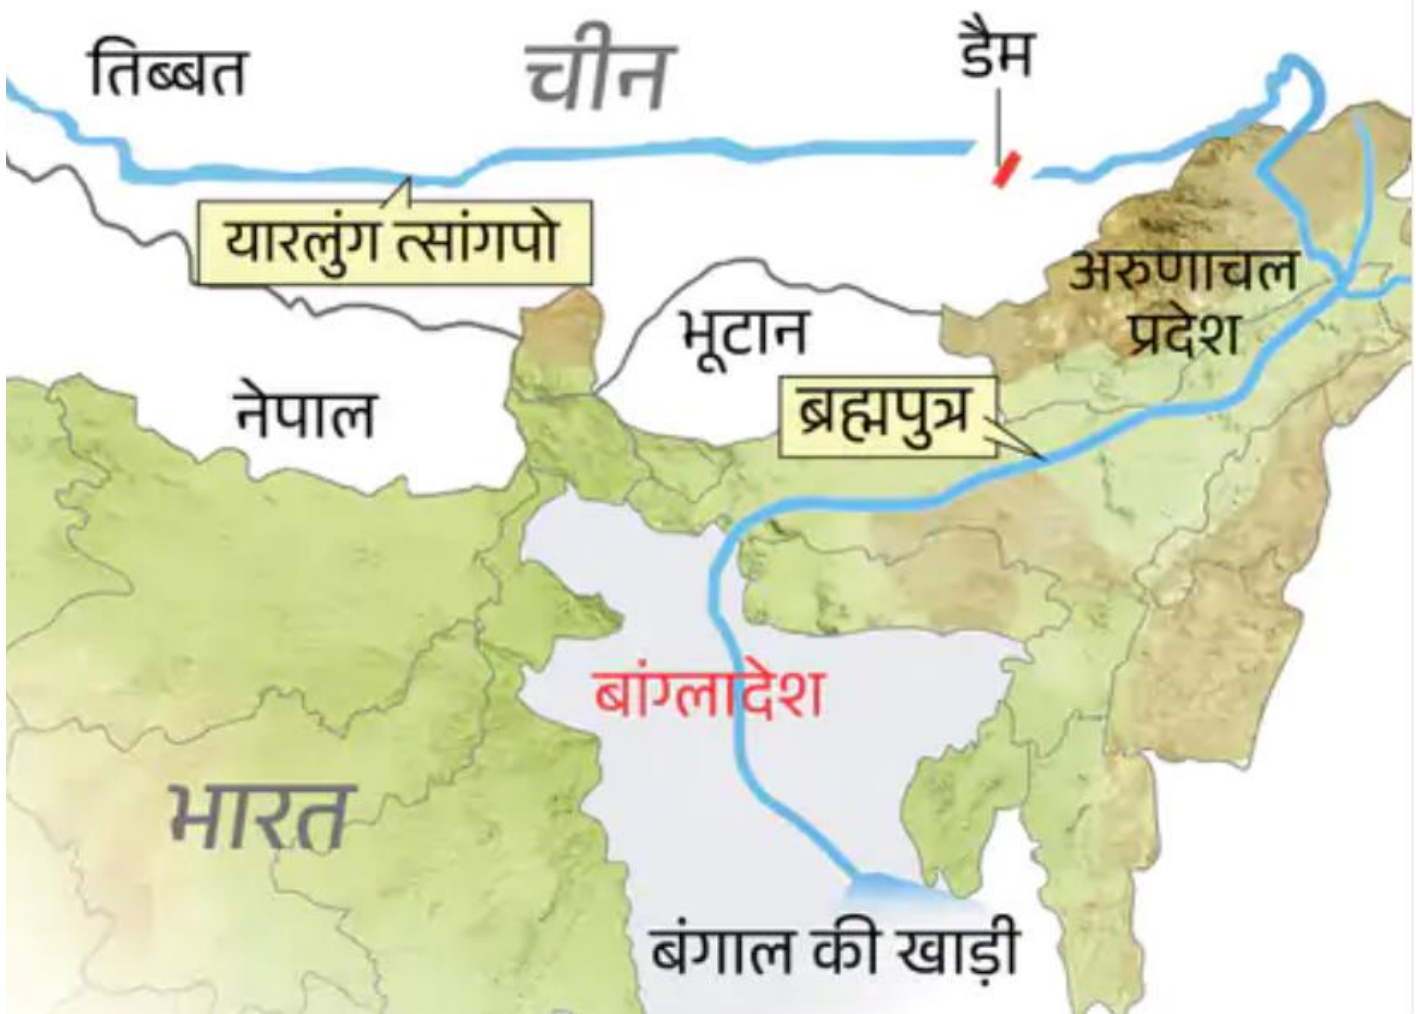 तिब्बत
चीन
डैम
यारलुंग त्सांगपो
अरुणाचल
प्रदेश
भूटान
नेपाल
ब्रह्मपुत्र
बांग्लादेश
भारत
बंगाल की खाड़ी